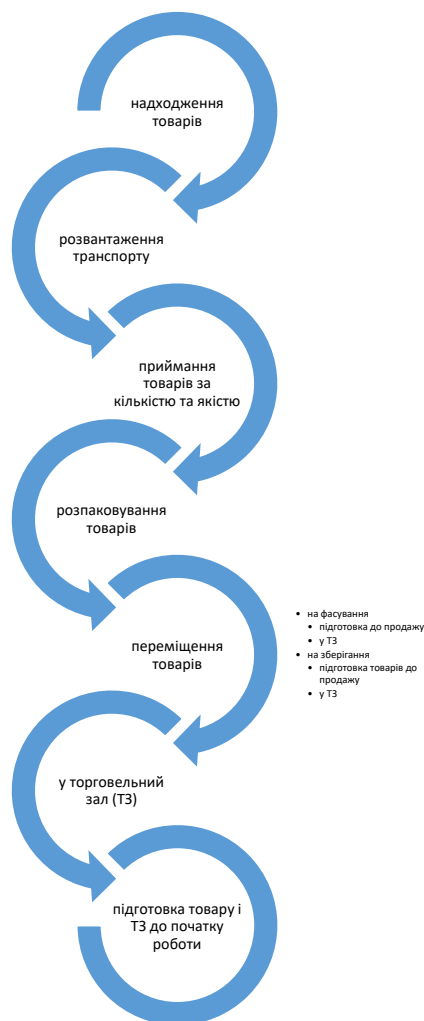 надходження
товарів
розвантаження
транспорту
приймання
товарів за
кількістю та якістю
розпаковування
товарів
переміщення
товарів
• на фасування
• підготовка до продажу
• у ТЗ
• на зберігання
• підготовка товарів до
продажу
• у ТЗ
у торговельний
зал (ТЗ)
підготовка товару і
ТЗ до початку
роботи